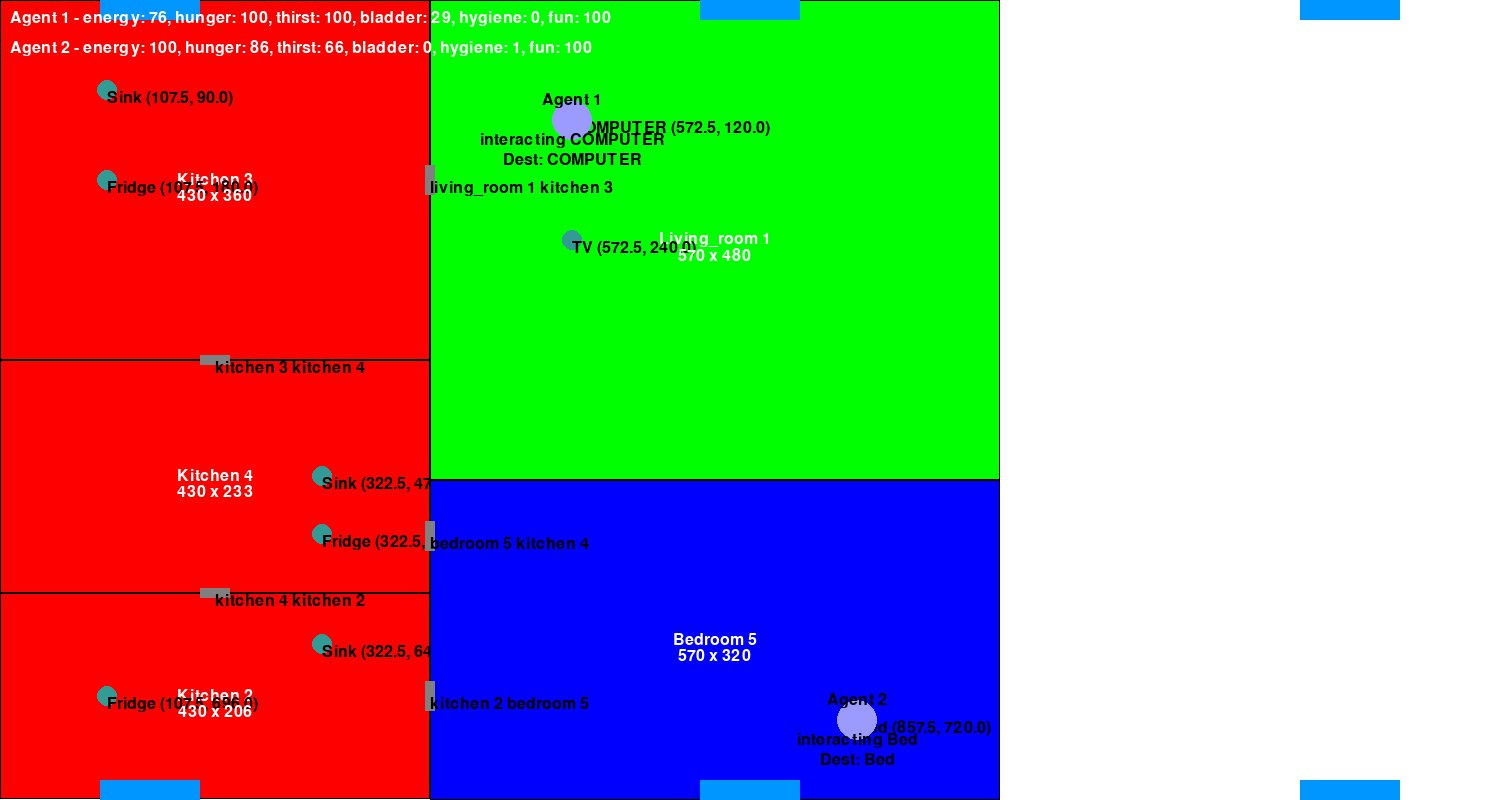 Agent 1 - energy: 76, hunger: 100, thirst: 100, bladder: 29, hygiene: 0, fun: 100
Agent 2 - energy: 100, hunger: 86, thirst: 66, bladder: 0, hygiene: 1, fun: 100
Sink (107.5, 90.0)
Agent 1
COMPUTER (572.5, 120.0)
interacting COMPUTER
Dest: COMPUTER
Kitchen 3
430 x 360
Fridge (107.5, 180.0)
living_room 1 kitchen 3
Living_room 1
570 x 480
TV (572.5, 240.0)
kitchen 3 kitchen 4
Kitchen 4
430 x 233
Sink (322.5, 47
Fridge (322.5,
bedroom 5 kitchen 4
kitchen 4 kitchen 2
Sink (322.5, 64
Bedroom 5
570 x 320
Kitchen 2
430 x 206
Fridge (107.5, 696.0)
kitchen 2 bedroom 5
Agent 2
(857.5, 720.0)
interacting Bed
Dest: Bed